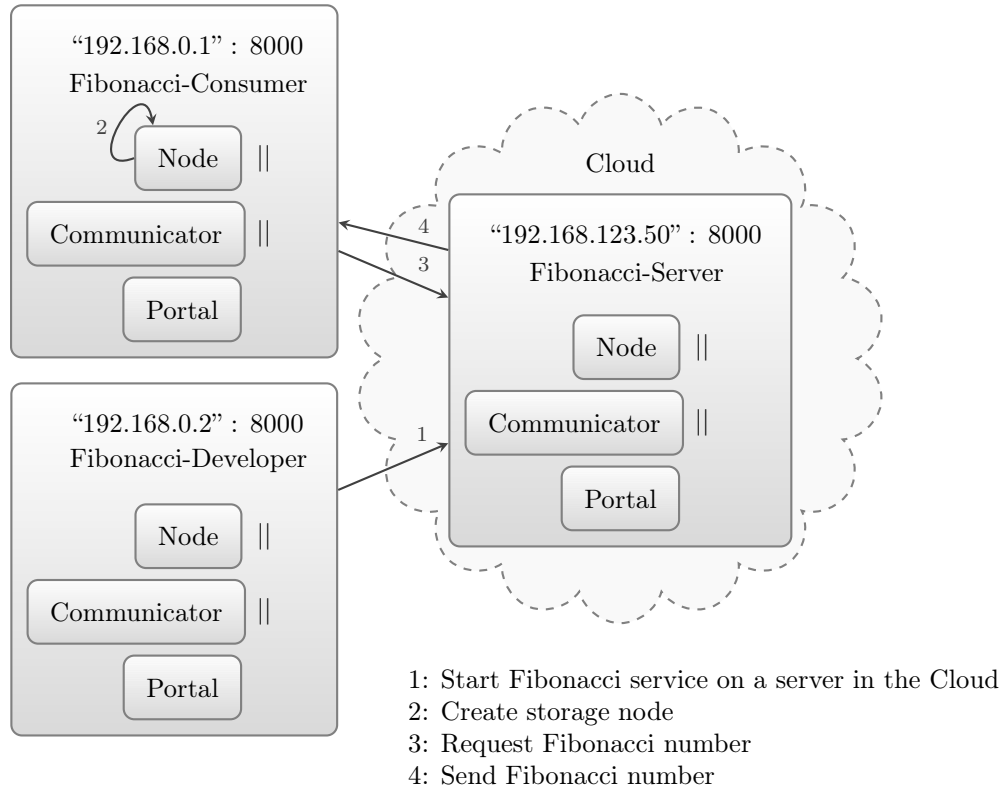 “192.168.0.1” : 8000
Fibonacci-Consumer
2
Node ||
Communicator ||
Portal
“192.168.0.2” : 8000
Fibonacci-Developer
Node ||
Communicator ||
Portal
4
3
1
Cloud
“192.168.123.50” : 8000
Fibonacci-Server
Node ||
Communicator ||
Portal
1: Start Fibonacci service on a server in the Cloud
2: Create storage node
3: Request Fibonacci number
4: Send Fibonacci number